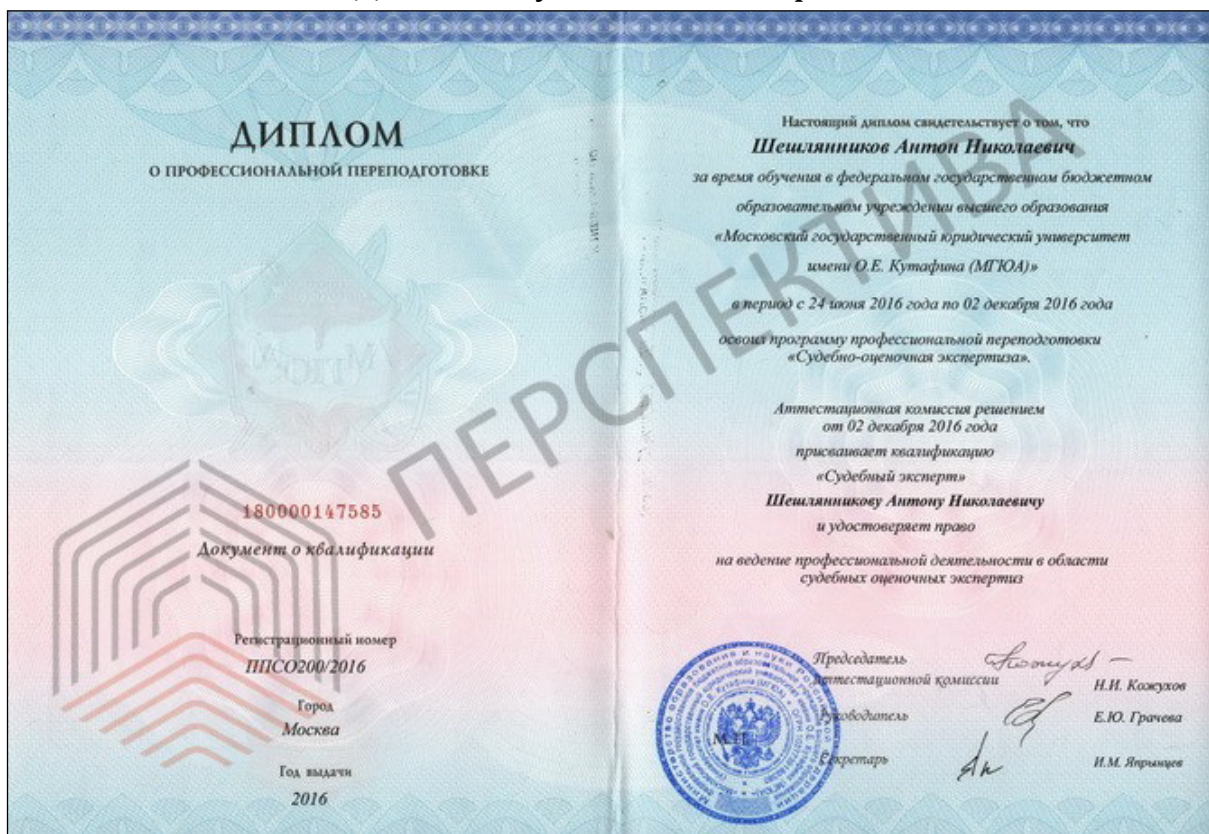 ДИПЛОМ
О ПРОФЕССИОНАЛЬНОЙ ПЕРЕПОДГОТОВКЕ
180000147585
Документ о квалификации
Регистрационный номер
ППСО200/2016
Город
Москва
Год выдачи
2016
Настоящий диплом свидетельствует о том, что
Шешлянников Антон Николаевич
за время обучения в федеральном государственном бюджетном
образовательном учреждении высшего образования
«Московский государственный юридический университет
имени О.Е. Кутафина (МГЮА)»
в период с 24 июня 2016 года по 02 декабря 2016 года
освоил программу профессиональной переподготовки
«Судебно-оценочная экспертиза».
Аттестационная комиссия решением
от 02 декабря 2016 года
присваивает квалификацию
«Судебный эксперт»
Шешлянникову Антону Николаевичу
и удостоверяет право
на ведение профессиональной деятельности в области
судебных оценочных экспертиз
Председатель
аттестационной комиссии
Н.И. Кожухов
Руководитель
Е.Ю. Грачева
М.П.
Секретарь
И.М. Япрынцев
ПЕРСПЕКТИВА